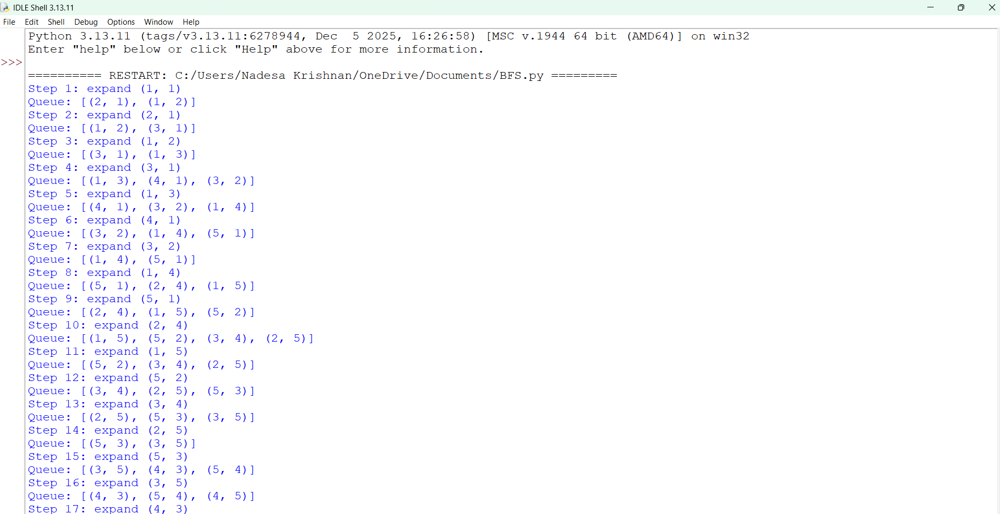 IDLE Shell 3.13.11
File Edit Shell Debug Options Window Help
Python 3.13.11 (tags/v3.13.11:6278944, Dec  5 2025, 16:26:58) [MSC v.1944 64 bit (AMD64)] on win32
Enter "help" below or click "Help" above for more information.
>>>
========== RESTART: C:/Users/Nadesa Krishnan/OneDrive/Documents/BFS.py =========
Step 1: expand (1, 1)
Queue: [(2, 1), (1, 2)]
Step 2: expand (2, 1)
Queue: [(1, 2), (3, 1)]
Step 3: expand (1, 2)
Queue: [(3, 1), (1, 3)]
Step 4: expand (3, 1)
Queue: [(1, 3), (4, 1), (3, 2)]
Step 5: expand (1, 3)
Queue: [(4, 1), (3, 2), (1, 4)]
Step 6: expand (4, 1)
Queue: [(3, 2), (1, 4), (5, 1)]
Step 7: expand (3, 2)
Queue: [(1, 4), (5, 1)]
Step 8: expand (1, 4)
Queue: [(5, 1), (2, 4), (1, 5)]
Step 9: expand (5, 1)
Queue: [(2, 4), (1, 5), (5, 2)]
Step 10: expand (2, 4)
Queue: [(1, 5), (5, 2), (3, 4), (2, 5)]
Step 11: expand (1, 5)
Queue: [(5, 2), (3, 4), (2, 5)]
Step 12: expand (5, 2)
Queue: [(3, 4), (2, 5), (5, 3)]
Step 13: expand (3, 4)
Queue: [(2, 5), (5, 3), (3, 5)]
Step 14: expand (2, 5)
Queue: [(5, 3), (3, 5)]
Step 15: expand (5, 3)
Queue: [(3, 5), (4, 3), (5, 4)]
Step 16: expand (3, 5)
Queue: [(4, 3), (5, 4), (4, 5)]
Step 17: expand (4, 3)